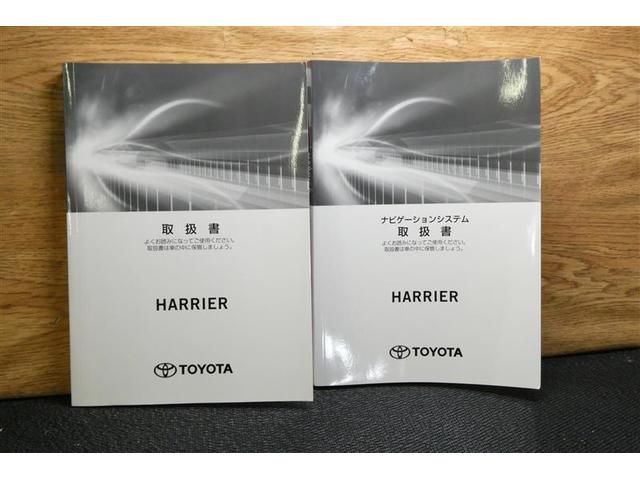 取扱書
よくお読みになってご使用ください。
取扱書は車の中に保管しましょう。
HARRIER
TOYOTA
ナビゲーションシステム
取扱書
よくお読みになってご使用ください。
取扱書は車の中に保管しましょう。
HARRIER
TOYOTA